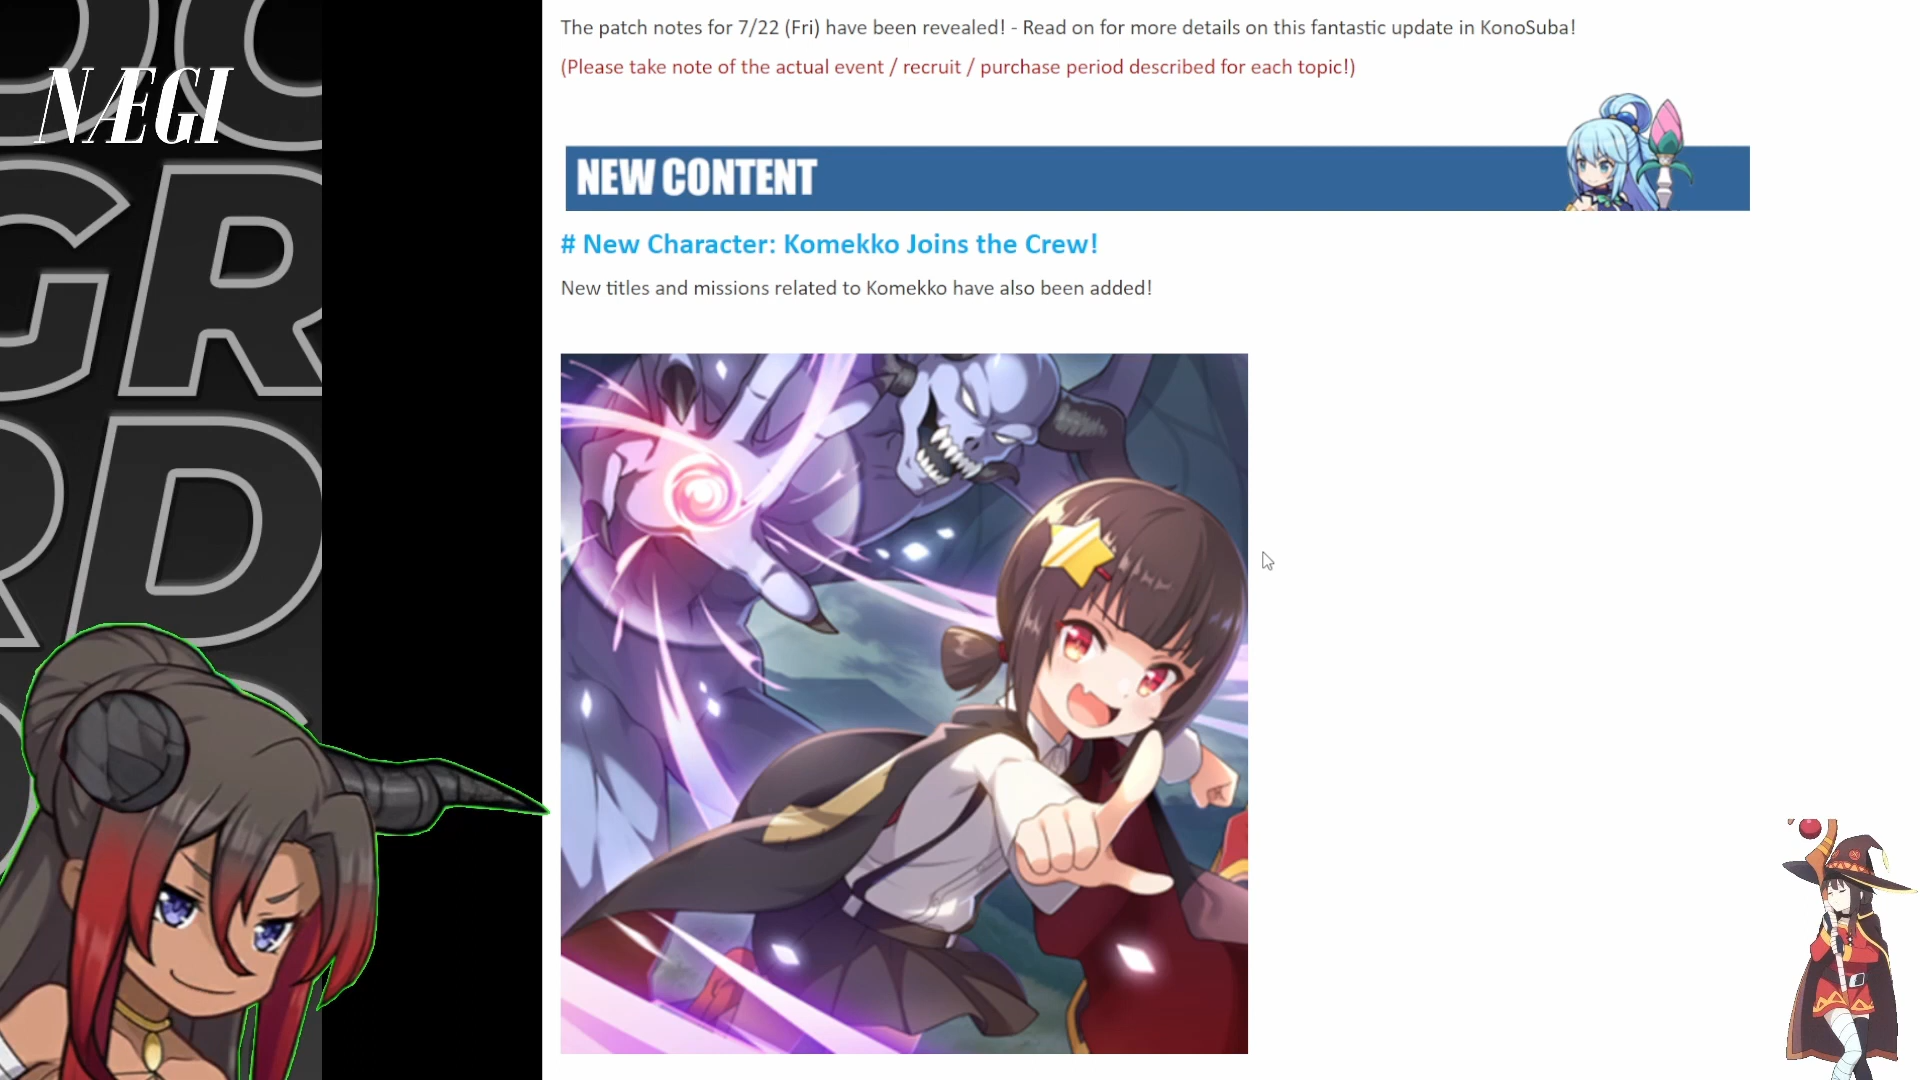 NÆGI
The patch notes for 7/22 (Fri) have been revealed! - Read on for more details on this fantastic update in KonoSuba!
(Please take note of the actual event / recruit / purchase period described for each topic!)
NEW CONTENT
# New Character: Komekko Joins the Crew!
New titles and missions related to Komekko have also been added!